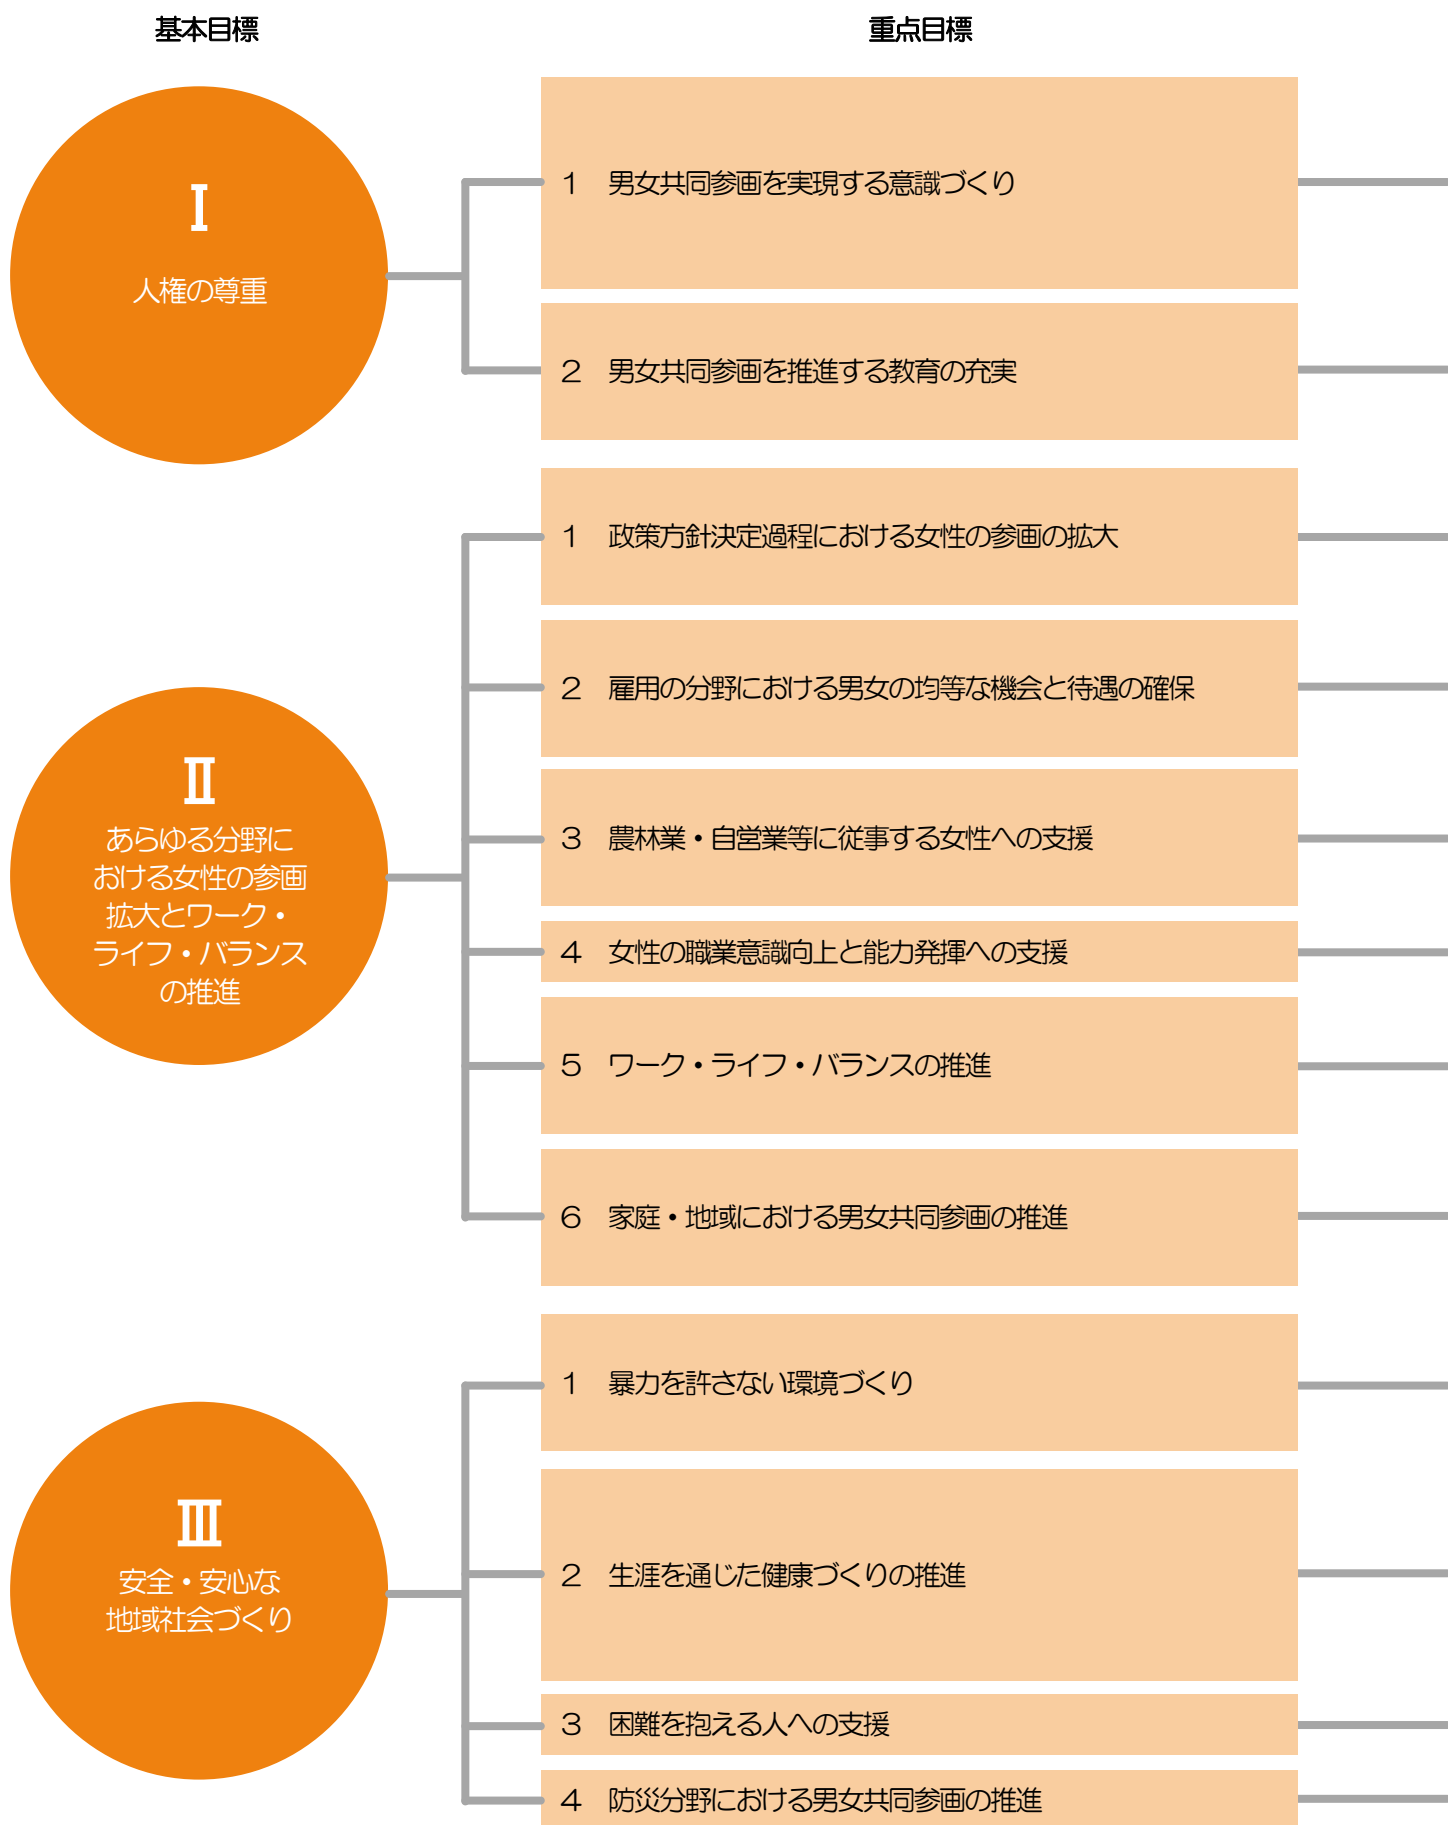 基本目標
重点目標
Ⅰ
人権の尊重
1 男女共同参画を実現する意識づくり
2 男女共同参画を推進する教育の充実
Ⅱ
あらゆる分野に
おける女性の参画
拡大とワーク・
ライフ・バランス
の推進
1 政策方針決定過程における女性の参画の拡大
2 雇用の分野における男女の均等な機会と待遇の確保
3 農林業・自営業等に従事する女性への支援
4 女性の職業意識向上と能力発揮への支援
5 ワーク・ライフ・バランスの推進
6 家庭・地域における男女共同参画の推進
Ⅲ
安全・安心な
地域社会づくり
1 暴力を許さない環境づくり
2 生涯を通じた健康づくりの推進
3 困難を抱える人への支援
4 防災分野における男女共同参画の推進